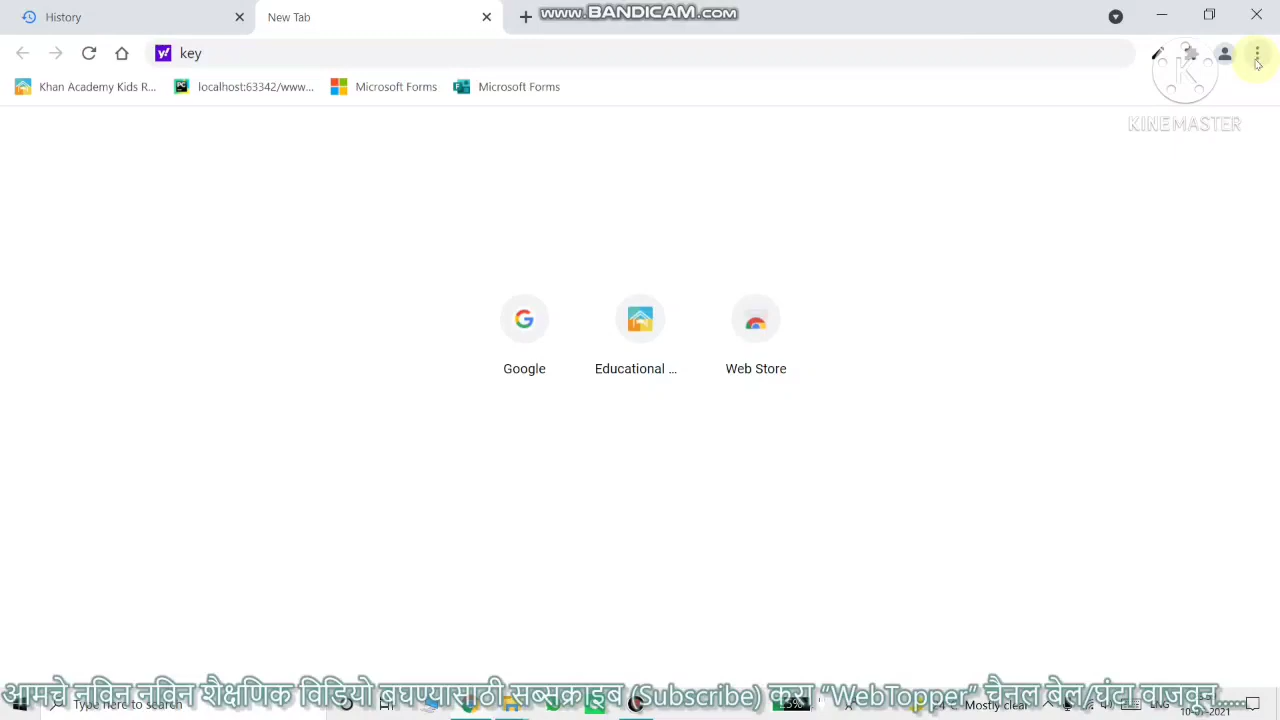 History
New Tab
www.BANDICAM.com
key
Khan Academy Kids R...
localhost:63342/www...
Microsoft Forms
Microsoft Forms
K
KINEMASTER
Google
Educational ...
Web Store
आमचे नविन नविन शैक्षणिक विडियो बघण्यासाठी सब्सक्राइब (Subscribe) करा “WebTopper” चैनल बेल/घंटा वाजवून.....
Type here to search
Mostly clear
ENG